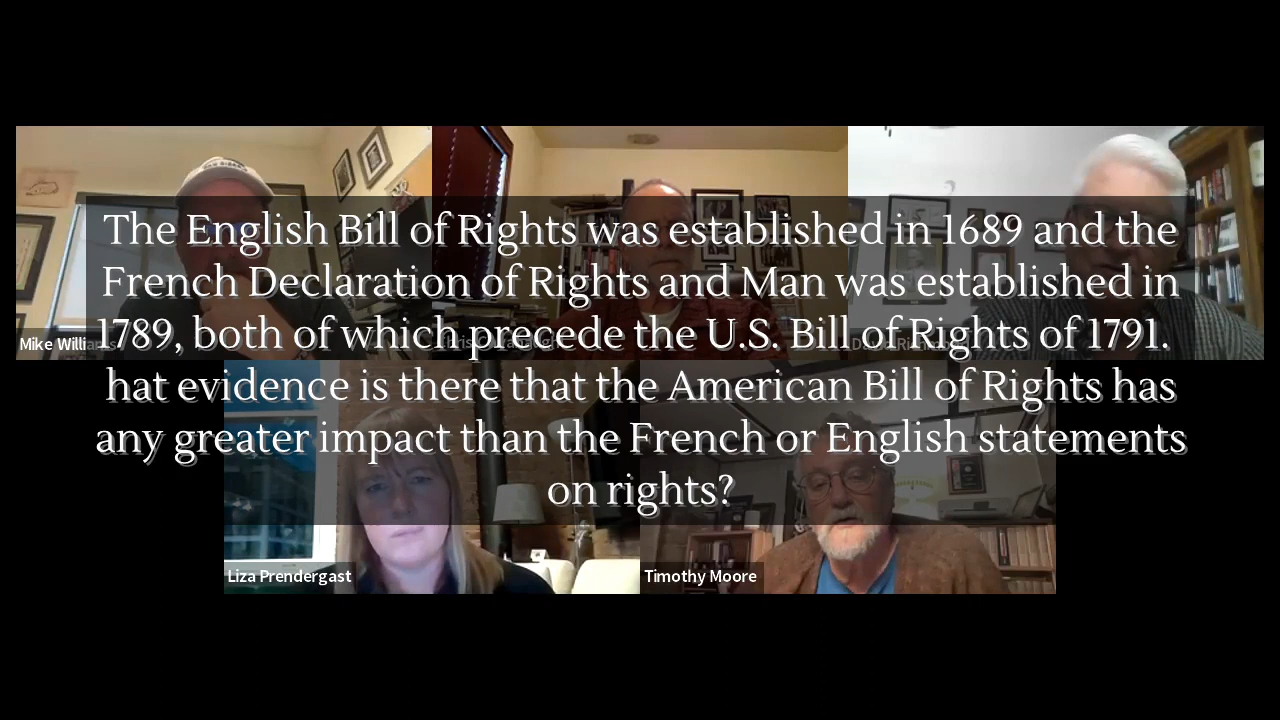 The English Bill of Rights was established in 1689 and the
French Declaration of Rights and Man was established in
1789, both of which precede the U.S. Bill of Rights of 1791.
hat evidence is there that the American Bill of Rights has
any greater impact than the French or English statements
on rights?
Mike Williams
Liza Prendergast
Timothy Moore